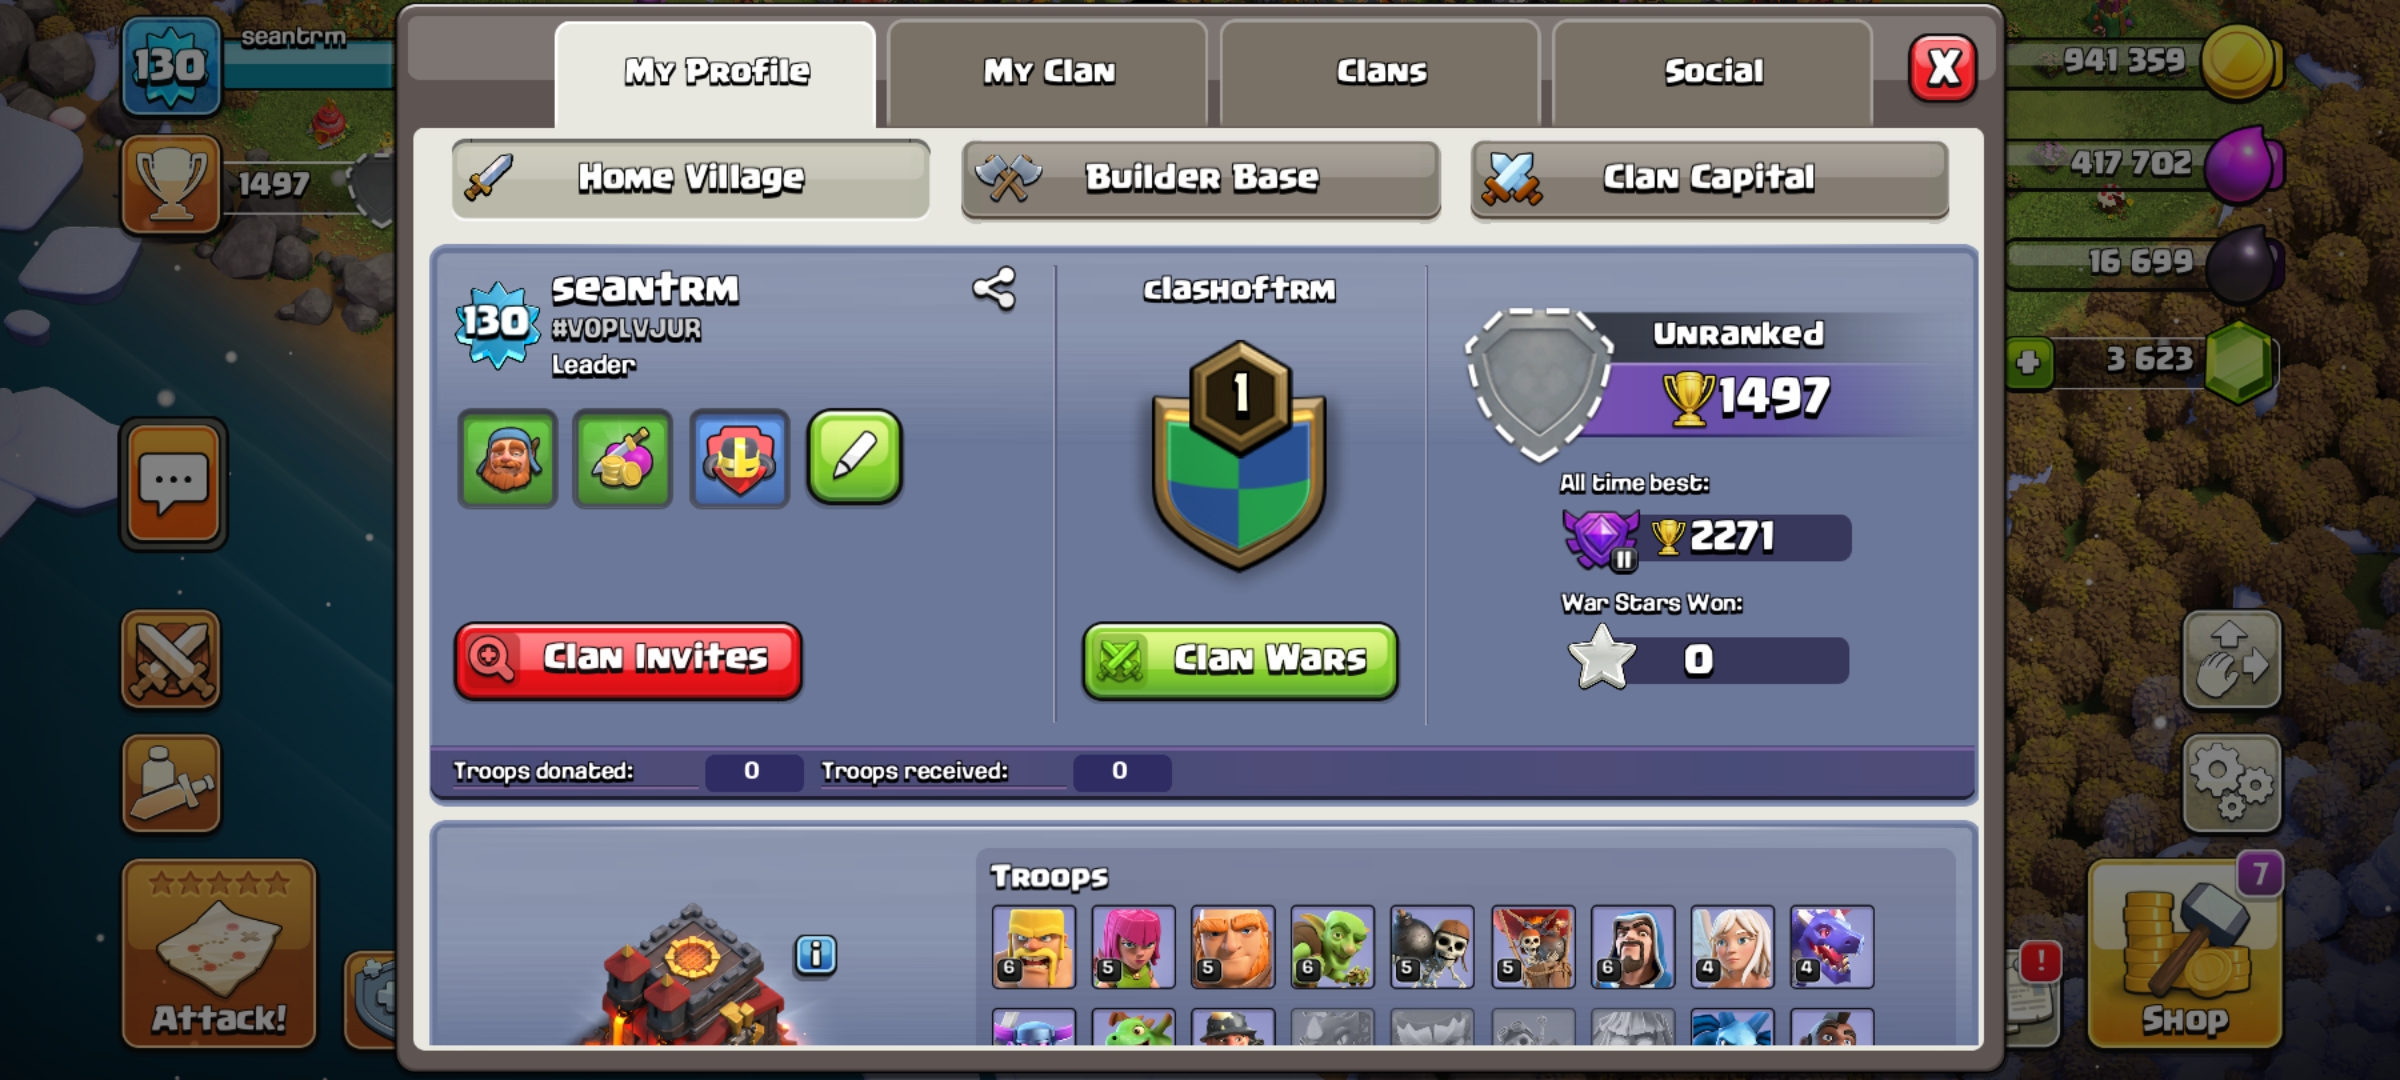 130
seantrm
My Profile
My Clan
Clans
Social
X
941 359
1497
Home Village
Builder Base
Clan Capital
417 702
16 699
3 623
130
seantrm
#V0PLVJUR
Leader
clashoftrm
1
Unranked
1497
All time best:
2271
War Stars Won:
0
Clan Invites
Clan Wars
Troops donated:
0
Troops received:
0
Troops
6
5
5
6
5
5
6
4
4
i
Attack!
!
7
Shop